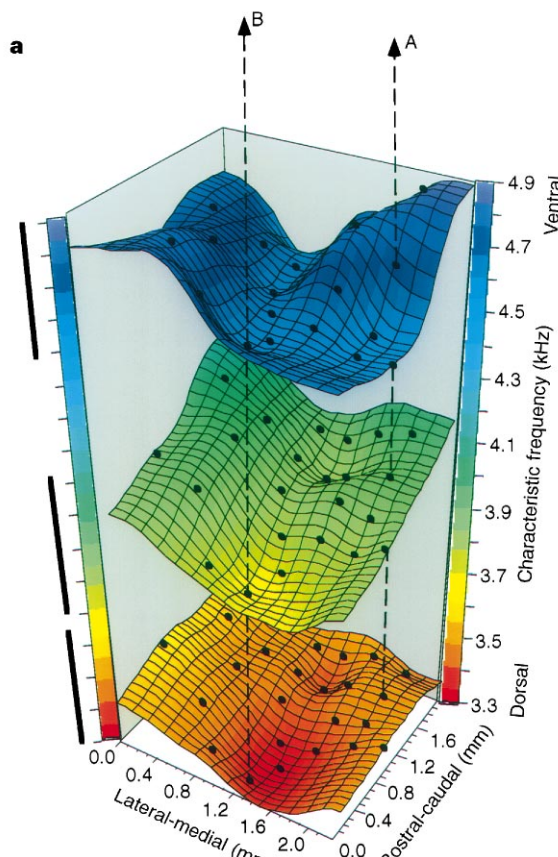 a
B
A
4.9
4.7
4.5
4.3
4.1
3.9
3.7
3.5
3.3
Ventral
Characteristic frequency (kHz)
Dorsal
0.0
0.4
0.8
1.2
1.6
2.0
Lateral-medial
0.0
0.4
0.8
1.2
1.6
(mm)